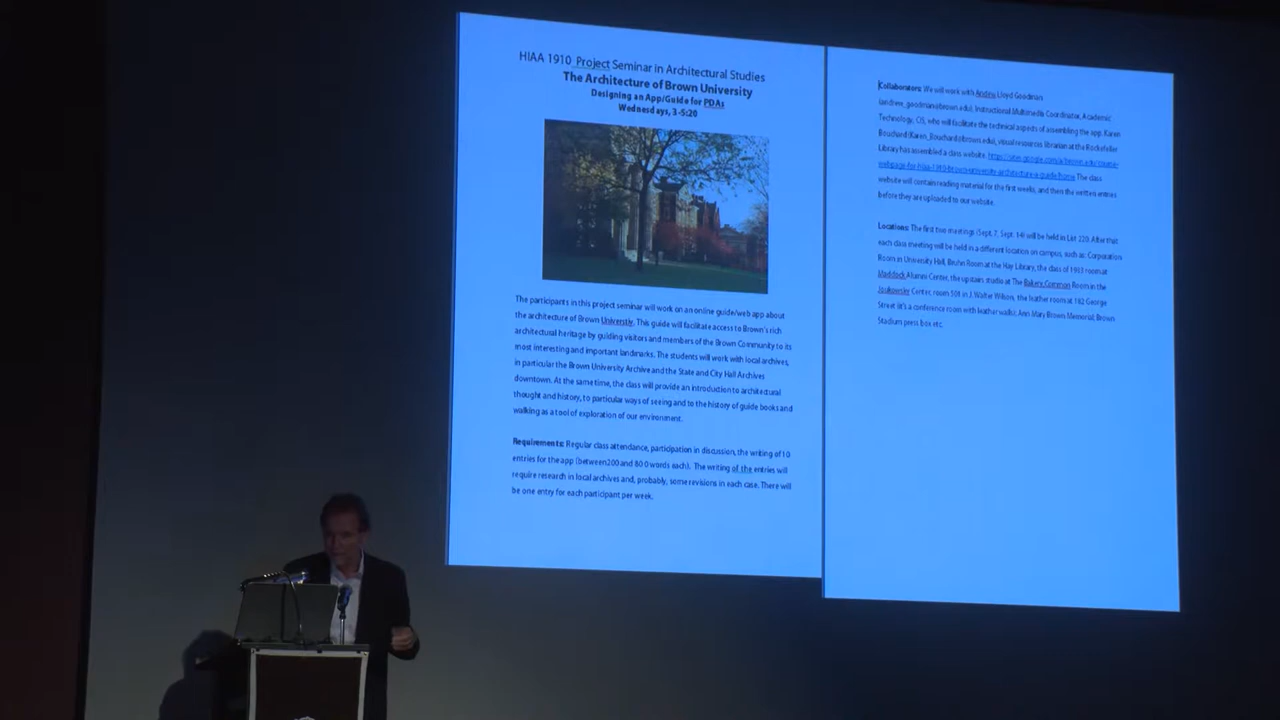 HIAA 1910 Project Seminar in Architectural Studies
The Architecture of Brown University
Designing an App/Guide for PDAs
Wednesdays, 3-5:20
The participants in this project seminar will work on an online guide/web app about
the architecture of Brown University. This guide will facilitate access to Brown's rich
architectural heritage by guiding visitors and members of the Brown Community to its
most interesting and important landmarks. The students will work with local archives,
in particular the Brown University Archive and the State and City Hall Archives
downtown. At the same time, the class will provide an introduction to architectural
thought and history, to particular ways of seeing and to the history of guide books and
walking as a tool of exploration of our environment.
Requirements: Regular class attendance, participation in discussion, the writing of 10
entries for the app (between 200 and 800 words each). The writing of the entries will
require research in local archives and, probably, some revisions in each case. There will
be one entry for each participant per week.
Collaborators: We will work with Andrew Lloyd Goodman
(andrew_goodman@brown.edu), Instructional Multimedia Coordinator, Academic
Technology, CIS, who will facilitate the technical aspects of assembling the app. Karen
Bouchard (Karen_Bouchard@brown.edu), visual resources librarian at the Rockefeller
Library has assembled a class website. The class
website will contain reading material for the first weeks, and then the written entries
before they are uploaded to our website.
Locations: The first two meetings (Sept. 7, Sept. 14) will be held in List 220. After that
each class meeting will be held in a different location on campus, such as: Corporation
Room in University Hall, Bruhn Room at the Hay Library, the class of 1933 room at
Maddock Alumni Center, the upstairs studio at The Bakery, Common Room in the
Joukowsky Center, room 501 in J. Walter Wilson, the leather room at 182 George
Street (it's a conference room with leather walls), Ann Mary Brown Memorial, Brown
Stadium press box etc.